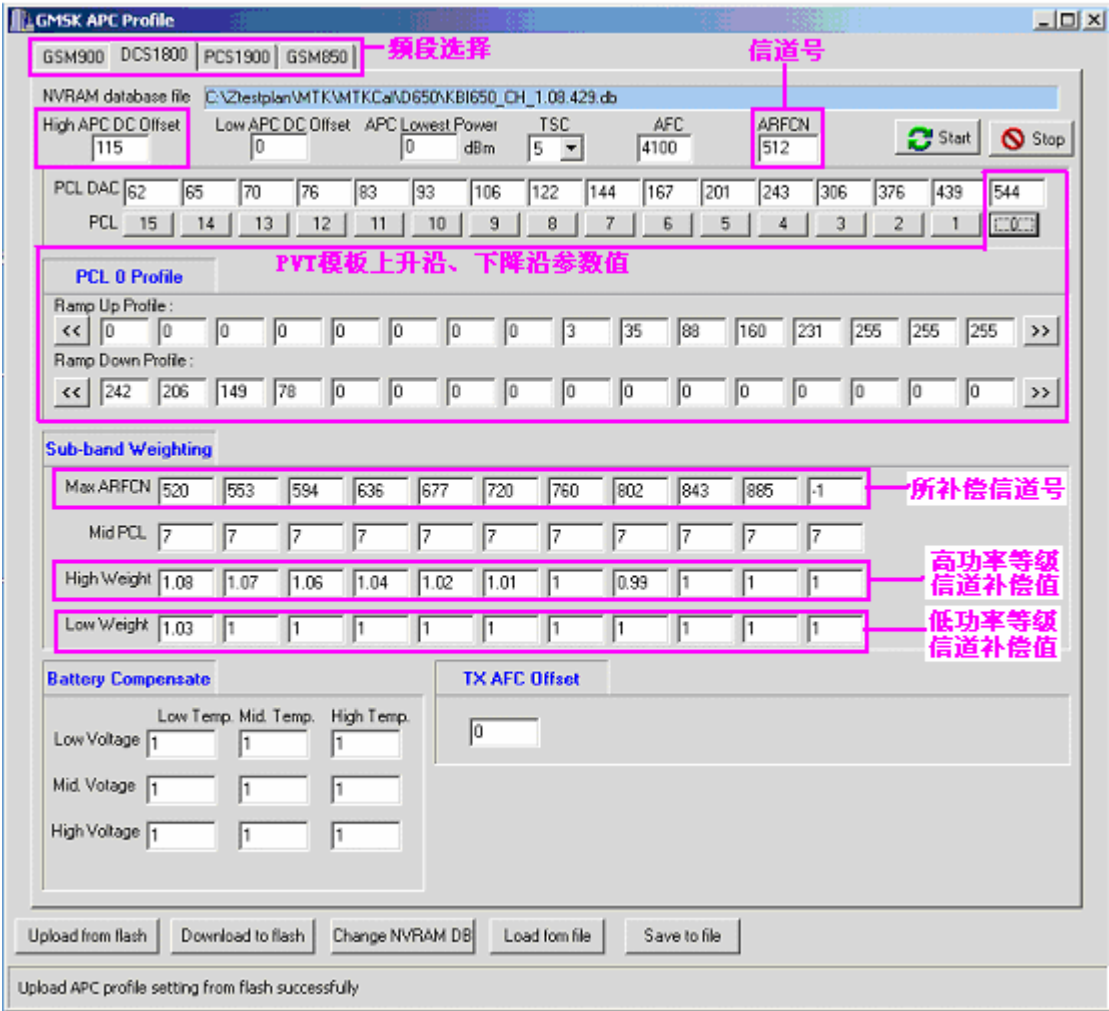 GMSK APC Profile
GSM900 DCS1800 PCS1900 GSM850 频段选择 信道号
NVRAM database file C:\Ztestplan\MTK\MTKCal\D650\KBI650_CH_1.08.429.db
High APC DC Offset Low APC DC Offset APC Lowest Power TSC AFC ARFCN
115 0 0 dBm 5 4100 512 Start Stop
PCL DAC 62 65 70 76 83 93 106 122 144 167 201 243 306 376 439 544
PCL 15 14 13 12 11 10 9 8 7 6 5 4 3 2 1 0
PVT模板上升沿、下降沿参数值
PCL 0 Profile
Ramp Up Profile :
<< 0 0 0 0 0 0 0 0 3 35 88 160 231 255 255 255 >>
Ramp Down Profile :
<< 242 206 149 78 0 0 0 0 0 0 0 0 0 0 0 0 >>
Sub-band Weighting
Max ARFCN 520 553 594 636 677 720 760 802 843 885 -1 所补偿信道号
Mid PCL 7 7 7 7 7 7 7 7 7 7 7 7
High Weight 1.08 1.07 1.06 1.04 1.02 1.01 1 0.99 1 1 1 高功率等级
信道补偿值
Low Weight 1.03 1 1 1 1 1 1 1 1 1 1 1 低功率等级
信道补偿值
Battery Compensate TX AFC Offset
Low Temp. Mid. Temp. High Temp.
0
Low Voltage 1 1 1
Mid. Votage 1 1 1
High Voltage 1 1 1
Upload from flash Download to flash Change NVRAM DB Load fom file Save to file
Upload APC profile setting from flash successfully